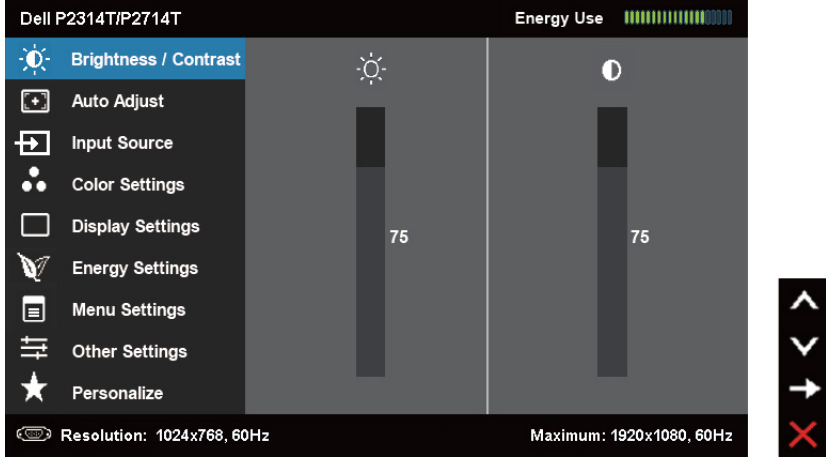 Dell P2314T/P2714T
Energy Use
Brightness / Contrast
Auto Adjust
Input Source
Color Settings
Display Settings
Energy Settings
Menu Settings
Other Settings
Personalize
75
75
Resolution: 1024x768, 60Hz
Maximum: 1920x1080, 60Hz